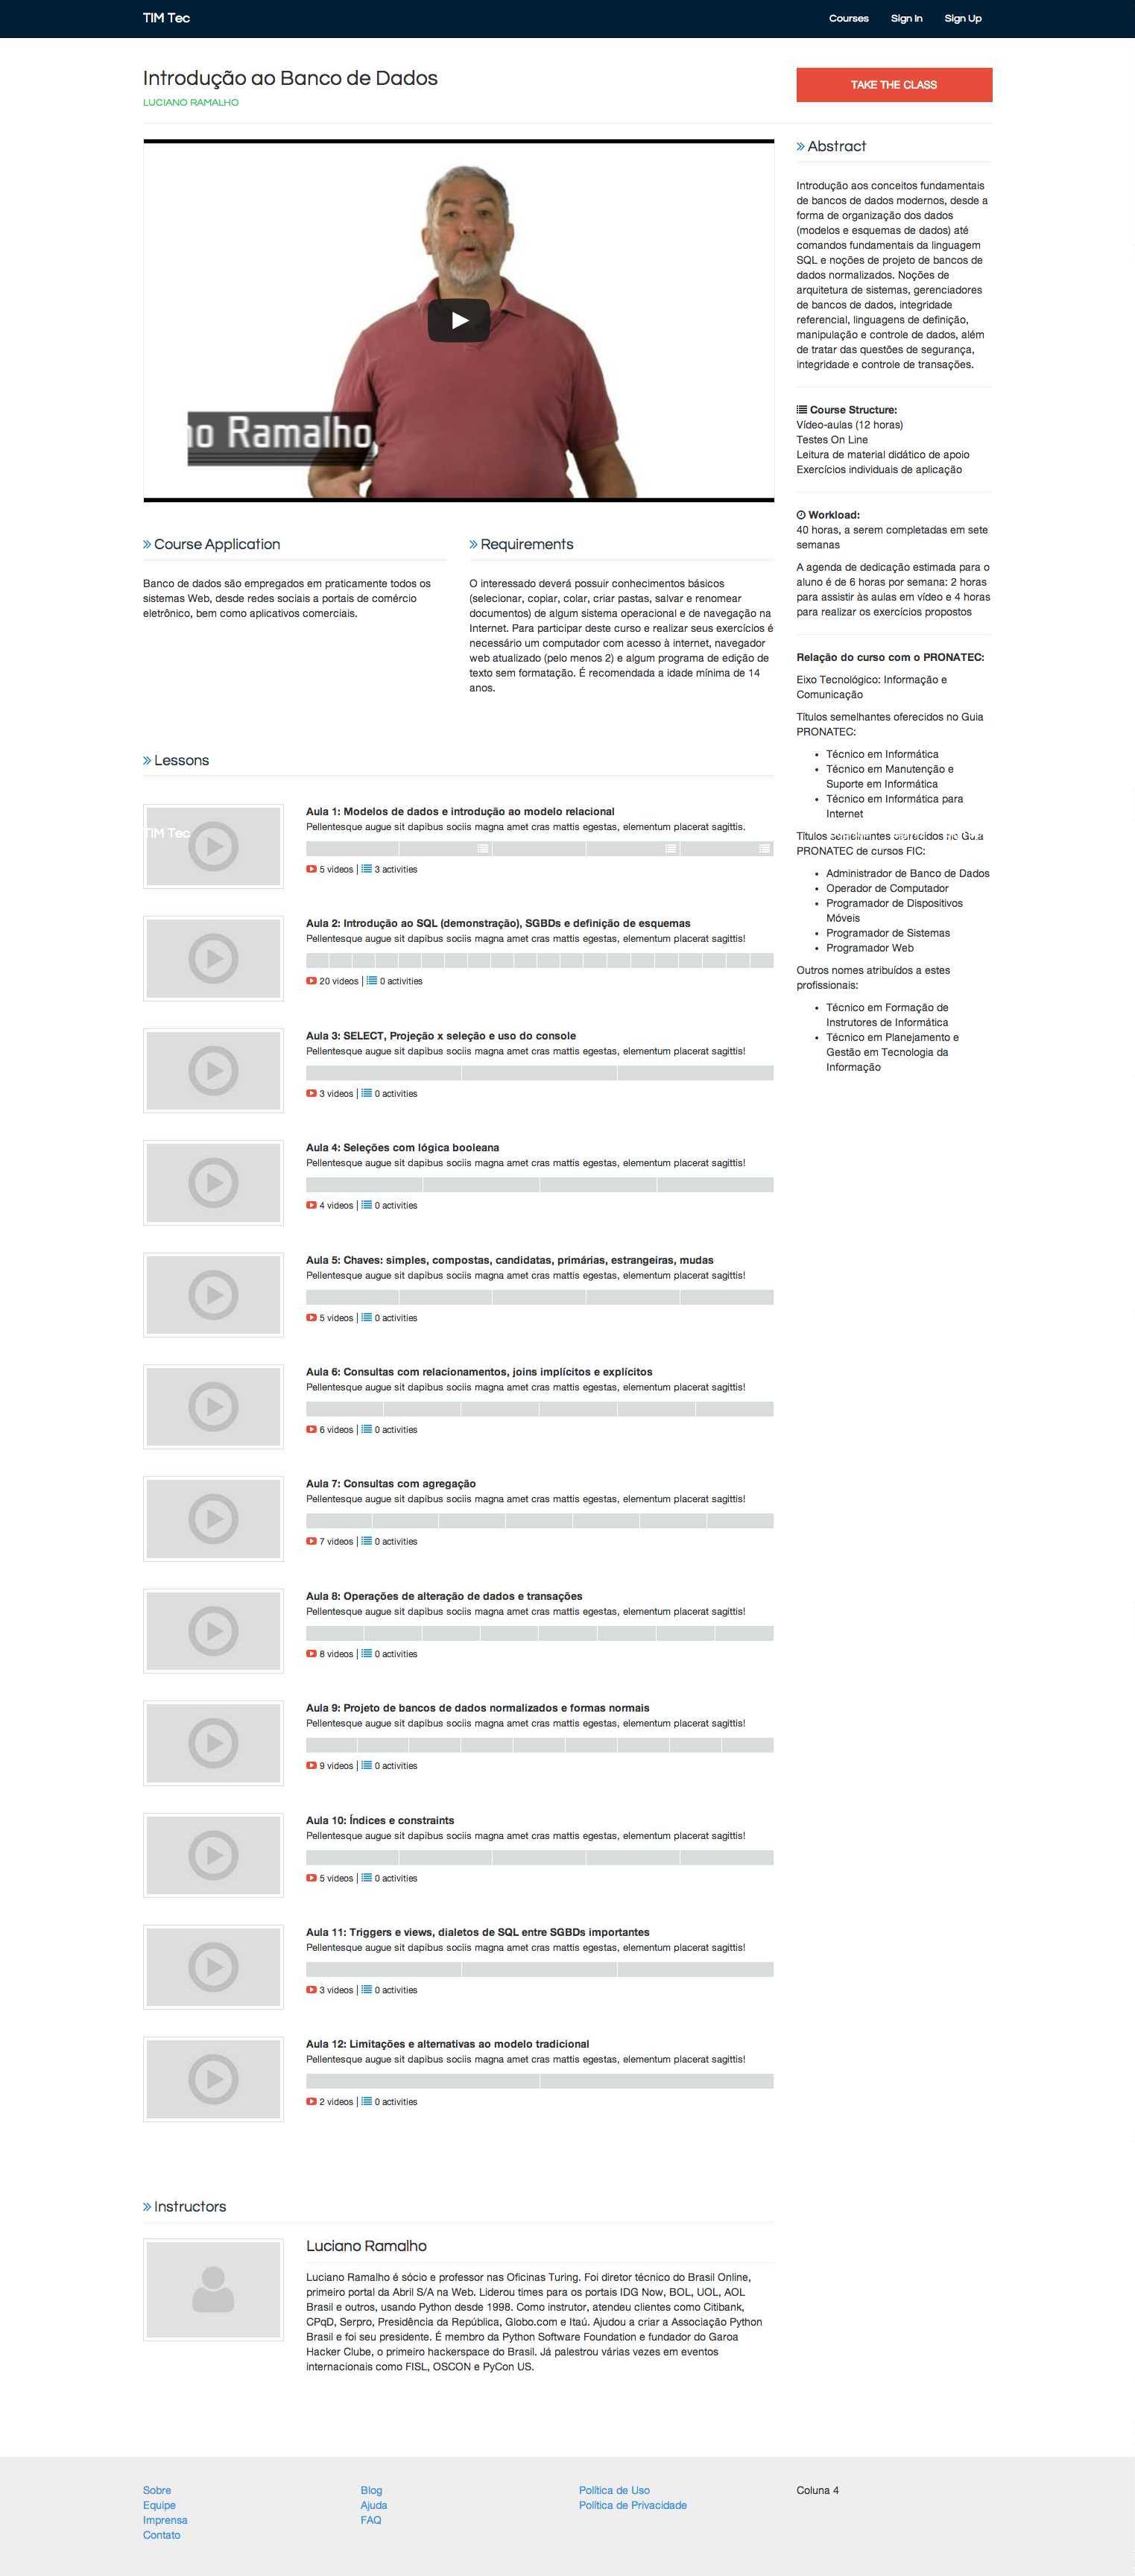 TIM Tec
Courses Sign In Sign Up
Introdução ao Banco de Dados
LUCIANO RAMALHO
TAKE THE CLASS
no Ramalho
Course Application
Banco de dados são empregados em praticamente todos os
sistemas Web, desde redes sociais a portais de comércio
eletrônico, bem como aplicativos comerciais.
Requirements
O interessado deverá possuir conhecimentos básicos
(selecionar, copiar, colar, criar pastas, salvar e renomear
documentos) de algum sistema operacional e de navegação na
Internet. Para participar deste curso e realizar seus exercícios é
necessário um computador com acesso à internet, navegador
web atualizado (pelo menos 2) e algum programa de edição de
texto sem formatação. É recomendada a idade mínima de 14
anos.
Lessons
TIM Tec
Aula 1: Modelos de dados e introdução ao modelo relacional
Pellentesque augue sit dapibus sociis magna amet cras mattis egestas, elementum placerat sagittis.
5 videos | 3 activities
Aula 2: Introdução ao SQL (demonstração), SGBDs e definição de esquemas
Pellentesque augue sit dapibus sociis magna amet cras mattis egestas, elementum placerat sagittis!
20 videos | 0 activities
Aula 3: SELECT, Projeção x seleção e uso do console
Pellentesque augue sit dapibus sociis magna amet cras mattis egestas, elementum placerat sagittis!
3 videos | 0 activities
Aula 4: Seleções com lógica booleana
Pellentesque augue sit dapibus sociis magna amet cras mattis egestas, elementum placerat sagittis!
4 videos | 0 activities
Aula 5: Chaves: simples, compostas, candidatas, primárias, estrangeiras, mudas
Pellentesque augue sit dapibus sociis magna amet cras mattis egestas, elementum placerat sagittis!
5 videos | 0 activities
Aula 6: Consultas com relacionamentos, joins implícitos e explícitos
Pellentesque augue sit dapibus sociis magna amet cras mattis egestas, elementum placerat sagittis!
6 videos | 0 activities
Aula 7: Consultas com agregação
Pellentesque augue sit dapibus sociis magna amet cras mattis egestas, elementum placerat sagittis!
7 videos | 0 activities
Aula 8: Operações de alteração de dados e transações
Pellentesque augue sit dapibus sociis magna amet cras mattis egestas, elementum placerat sagittis!
8 videos | 0 activities
Aula 9: Projeto de bancos de dados normalizados e formas normais
Pellentesque augue sit dapibus sociis magna amet cras mattis egestas, elementum placerat sagittis!
9 videos | 0 activities
Aula 10: Índices e constraints
Pellentesque augue sit dapibus sociis magna amet cras mattis egestas, elementum placerat sagittis!
5 videos | 0 activities
Aula 11: Triggers e views, dialetos de SQL entre SGBDs importantes
Pellentesque augue sit dapibus sociis magna amet cras mattis egestas, elementum placerat sagittis!
3 videos | 0 activities
Aula 12: Limitações e alternativas ao modelo tradicional
Pellentesque augue sit dapibus sociis magna amet cras mattis egestas, elementum placerat sagittis!
2 videos | 0 activities
Instructors
Luciano Ramalho
Luciano Ramalho é sócio e professor nas Oficinas Turing. Foi diretor técnico do Brasil Online,
primeiro portal da Abril S/A na Web. Liderou times para os portais IDG Now, BOL, UOL, AOL
Brasil e outros, usando Python desde 1998. Como instrutor, atendeu clientes como Citibank,
CPqD, Serpro, Presidência da República, Globo.com e Itaú. Ajudou a criar a Associação Python
Brasil e foi seu presidente. É membro da Python Software Foundation e fundador do Garoa
Hacker Clube, o primeiro hackerspace do Brasil. Já palestrou várias vezes em eventos
internacionais como FISL, OSCON e PyCon US.
Abstract
Introdução aos conceitos fundamentais
de bancos de dados modernos, desde a
forma de organização dos dados
(modelos e esquemas de dados) até
comandos fundamentais da linguagem
SQL e noções de projeto de bancos de
dados normalizados. Noções de
arquitetura de sistemas, gerenciadores
de bancos de dados, integridade
referencial, linguagens de definição,
manipulação e controle de dados, além
de tratar das questões de segurança,
integridade e controle de transações.
Course Structure:
Vídeo-aulas (12 horas)
Testes On Line
Leitura de material didático de apoio
Exercícios individuais de aplicação
Workload:
40 horas, a serem completadas em sete
semanas
A agenda de dedicação estimada para o
aluno é de 6 horas por semana: 2 horas
para assistir às aulas em vídeo e 4 horas
para realizar os exercícios propostos
Relação do curso com o PRONATEC:
Eixo Tecnológico: Informação e
Comunicação
Títulos semelhantes oferecidos no Guia
PRONATEC:
• Técnico em Informática
• Técnico em Manutenção e
Suporte em Informática
• Técnico em Informática para
Internet
Títulos semelhantes oferecidos no Guia
PRONATEC de cursos FIC:
• Administrador de Banco de Dados
• Operador de Computador
• Programador de Dispositivos
Móveis
• Programador de Sistemas
• Programador Web
Outros nomes atribuídos a estes
profissionais:
• Técnico em Formação de
Instrutores de Informática
• Técnico em Planejamento e
Gestão em Tecnologia da
Informação
Sobre
Equipe
Imprensa
Contato
Blog
Ajuda
FAQ
Política de Uso
Política de Privacidade
Coluna 4